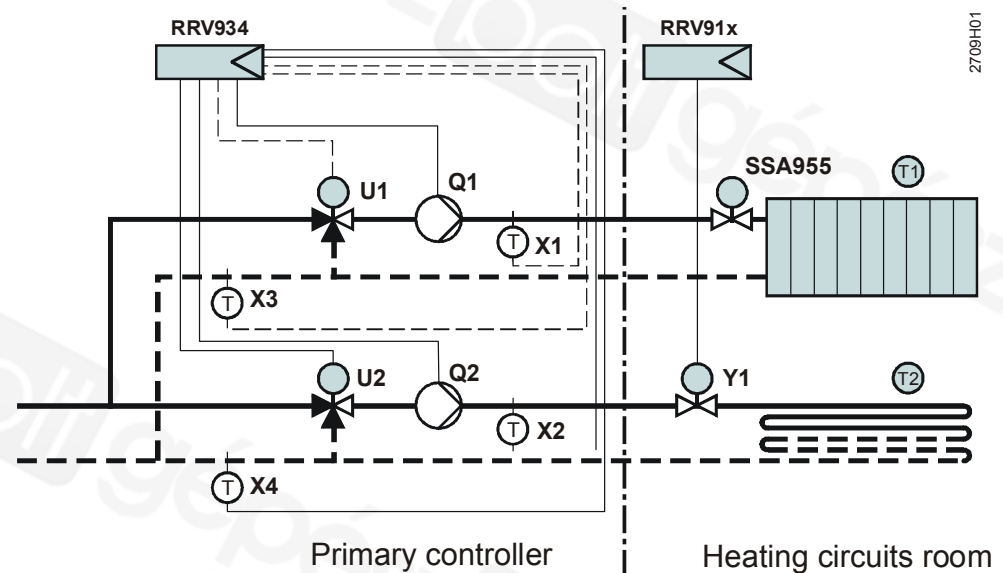 RRV934
RRV91x
2709H01
SSA955
T1
U1
Q1
T
X1
T
X3
U2
Q2
Y1
T2
T
X2
T
X4
Primary controller
Heating circuits room